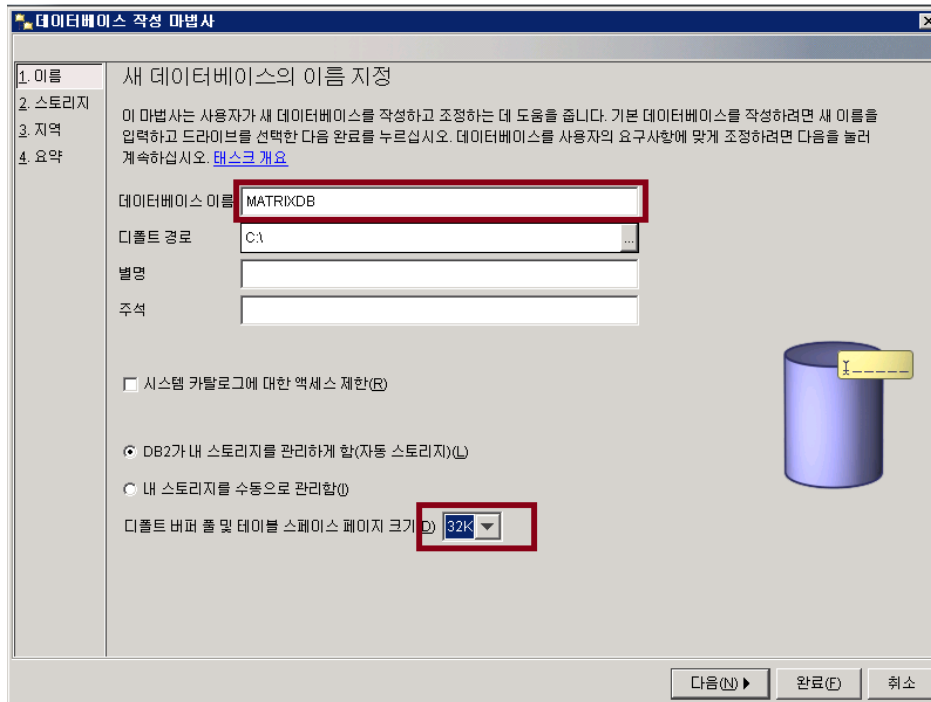 데이터베이스 작성 마법사
1. 이름
2. 스토리지
3. 지역
4. 요약
새 데이터베이스의 이름 지정
이 마법사는 사용자가 새 데이터베이스를 작성하고 조정하는 데 도움을 줍니다. 기본 데이터베이스를 작성하려면 새 이름을
입력하고 드라이브를 선택한 다음 완료를 누르십시오. 데이터베이스를 사용자의 요구사항에 맞게 조정하려면 다음을 눌러
계속하십시오. 태스크 개요
데이터베이스 이름 MATRIXDB
디폴트 경로 C:\ ...
별명
주석
시스템 카탈로그에 대한 액세스 제한(R)
DB2가 내 스토리지를 관리하게 함(자동 스토리지)(L)
내 스토리지를 수동으로 관리함(I)
디폴트 버퍼 풀 및 테이블 스페이스 페이지 크기 D) 32K
다음(N) 완료(F) 취소